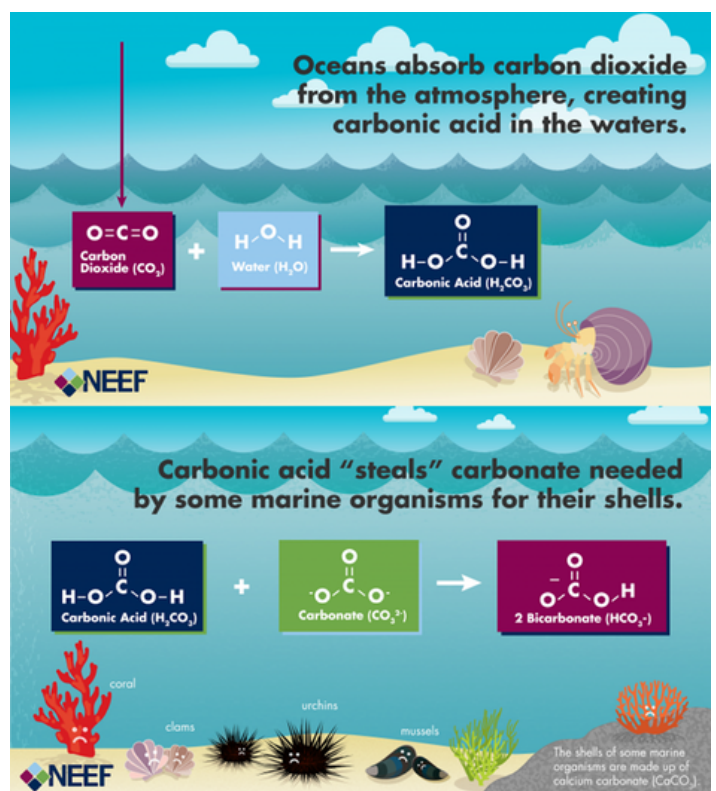 Oceans absorb carbon dioxide
from the atmosphere, creating
carbonic acid in the waters.
O=C=O
Carbon
Dioxide (CO₂)
+
H-O-H
Water (H₂O)
O
||
H-O-C-O-H
Carbonic Acid (H₂CO₃)
NEEF
Carbonic acid “steals” carbonate needed
by some marine organisms for their shells.
O
||
H-O-C-O-H
Carbonic Acid (H₂CO₃)
+
O
||
-O-C-O-
Carbonate (CO₃²⁻)
O
||
-O-C-O-H
2 Bicarbonate (HCO₃-)
coral
clams
urchins
mussels
The shells of some marine
organisms are made up of
calcium carbonate (CaCO₃).
NEEF